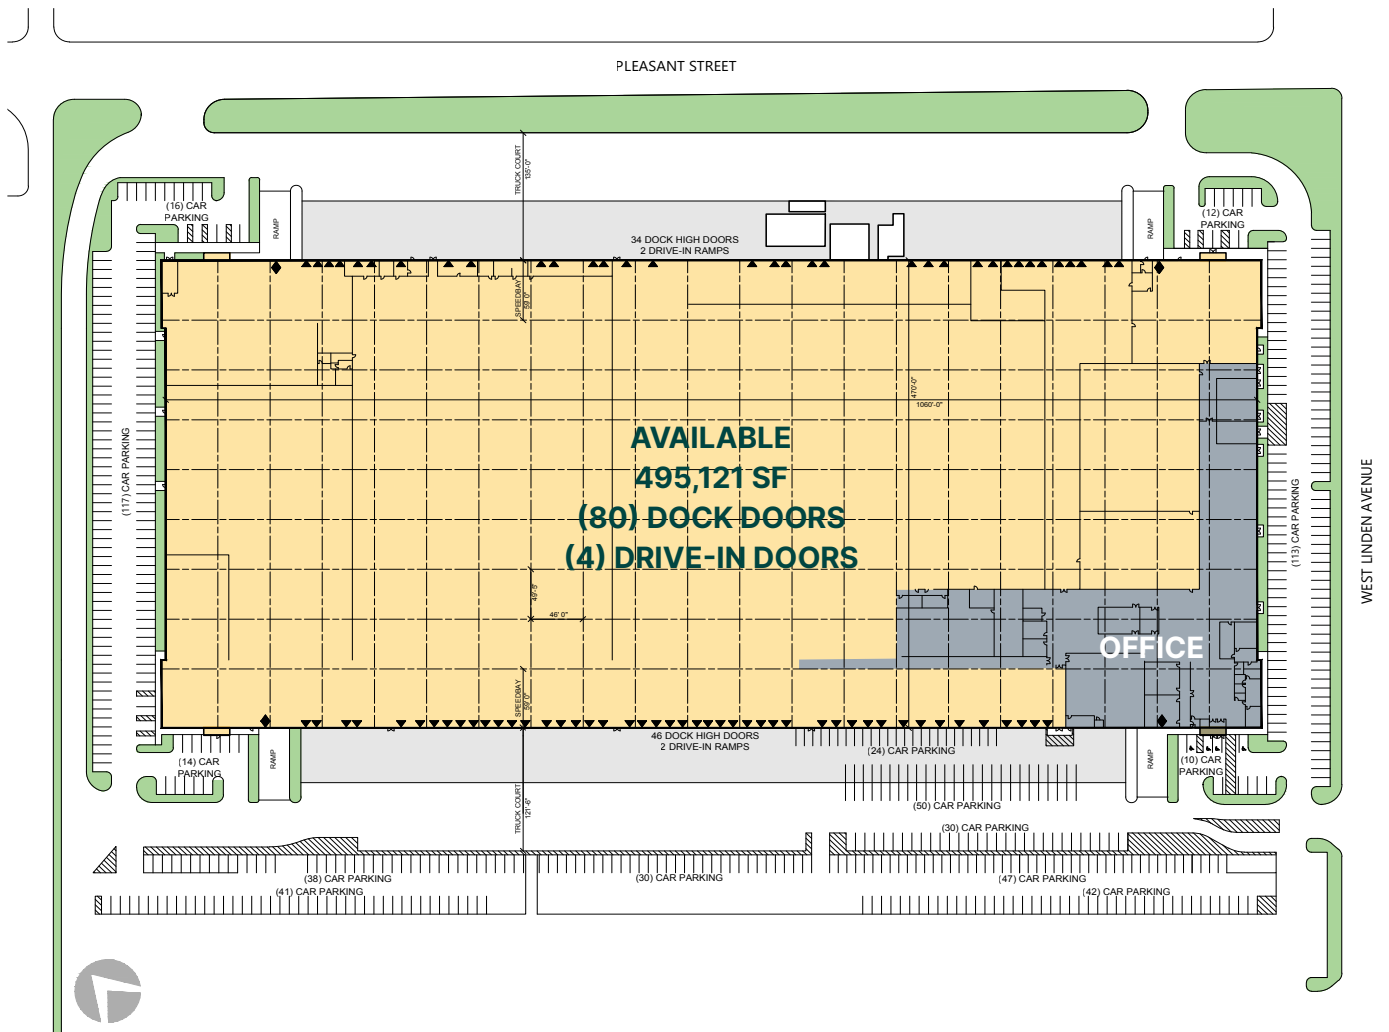 PLEASANT STREET
TRUCK COURT
135'-0"
(16) CAR
PARKING
RAMP
34 DOCK HIGH DOORS
2 DRIVE-IN RAMPS
RAMP
(12) CAR
PARKING
SPEEDBAY
59'0"
470'-0"
1060'-0"
AVAILABLE
495,121 SF
(80) DOCK DOORS
(4) DRIVE-IN DOORS
(117) CAR PARKING
(113) CAR PARKING
WEST LINDEN AVENUE
46' 0"
OFFICE
SPEEDBAY
59' 0"
46 DOCK HIGH DOORS
2 DRIVE-IN RAMPS
(24) CAR PARKING
(14) CAR
PARKING
RAMP
RAMP
(10) CAR
PARKING
TRUCK COURT
121'-6"
(50) CAR PARKING
(30) CAR PARKING
(38) CAR PARKING
(30) CAR PARKING
(47) CAR PARKING
(41) CAR PARKING
(42) CAR PARKING